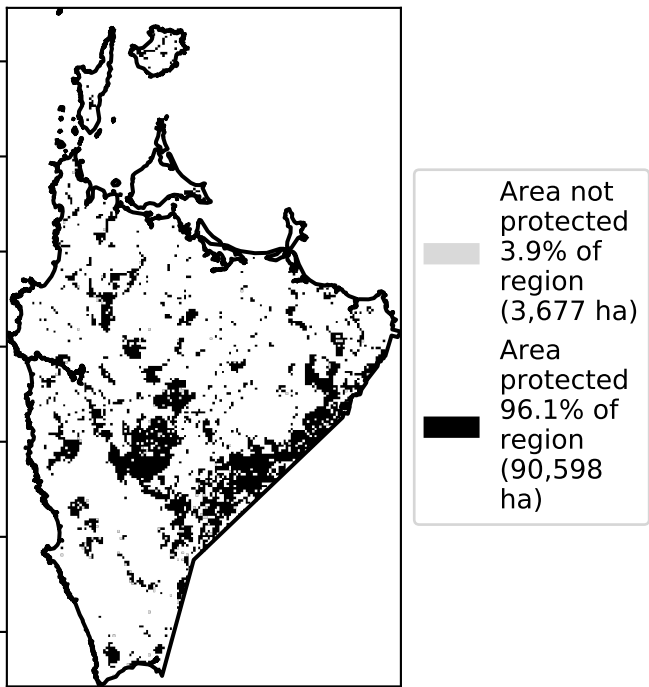 Area not
protected
3.9% of
region
(3,677 ha)
Area
protected
96.1% of
region
(90,598
ha)